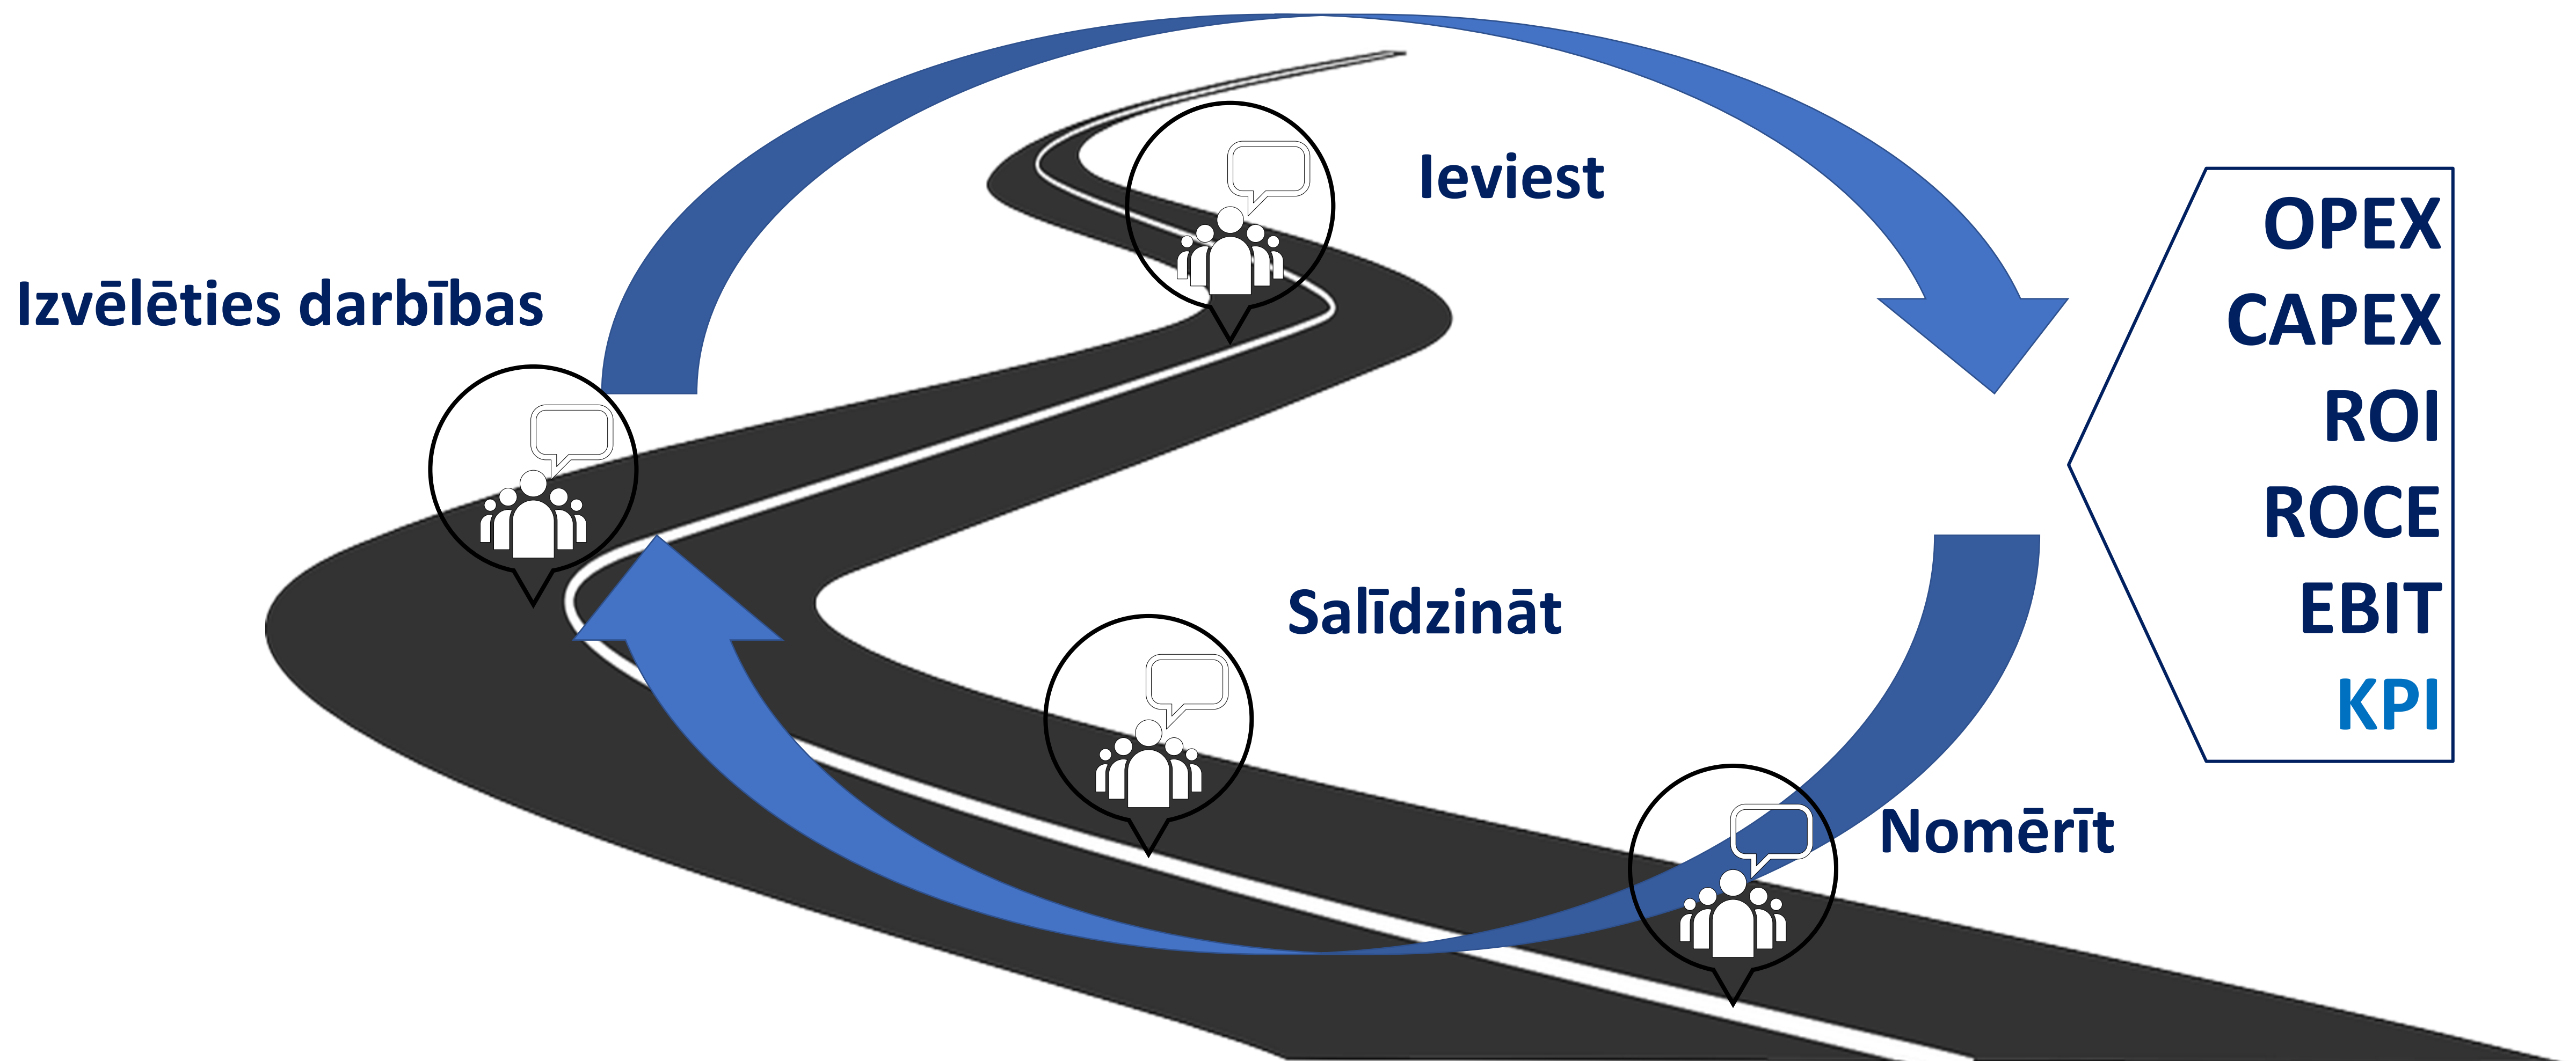 Ieviest
Izvēlēties darbības
Salīdzināt
Nomērīt
OPEX
CAPEX
ROI
ROCE
EBIT
KPI